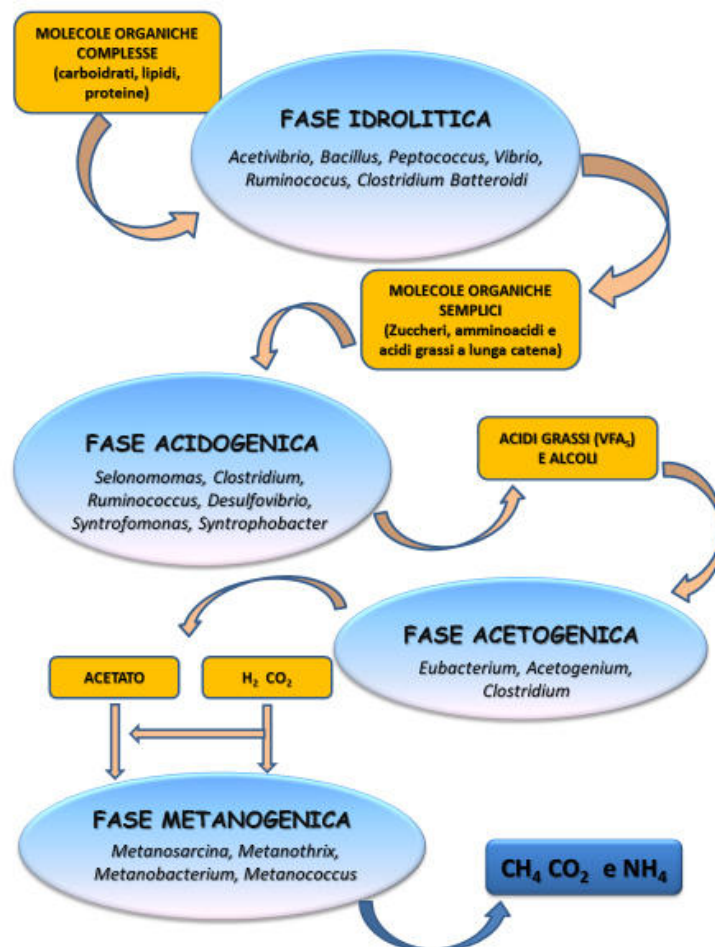 MOLECOLE ORGANICHE
COMPLESSE
(carboidrati, lipidi,
proteine)
FASE IDROLITICA
Acetivibrio, Bacillus, Peptococcus, Vibrio,
Ruminococus, Clostridium Batteroidi
MOLECOLE ORGANICHE
SEMPLICI
(Zuccheri, amminoacidi e
acidi grassi a lunga catena)
FASE ACIDOGENICA
Selonomomas, Clostridium,
Ruminococcus, Desulfovibrio,
Syntrofomonas, Syntrophobacter
ACIDI GRASSI (VFAS)
E ALCOLI
FASE ACETOGENICA
Eubacterium, Acetogenium,
Clostridium
ACETATO
H₂ CO₂
FASE METANOGENICA
Metanosarcina, Metanothrix,
Metanobacterium, Metanococcus
CH₄ CO₂ e NH₄